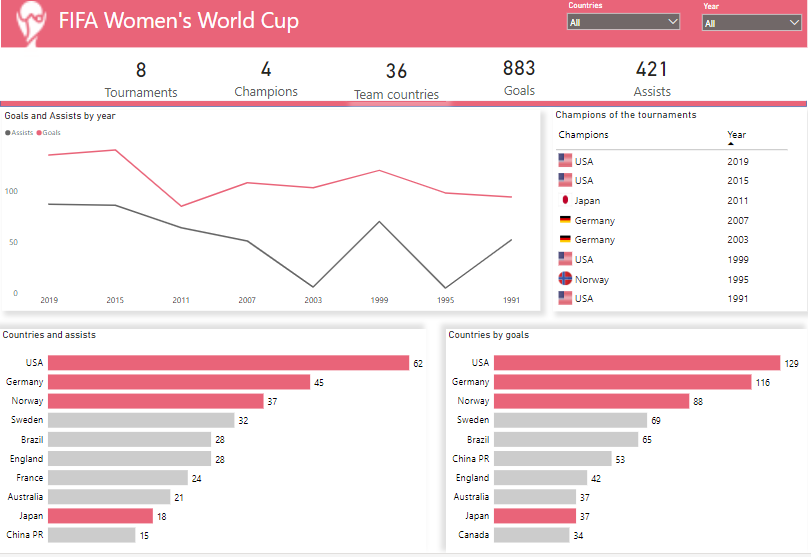 FIFA Women's World Cup
Countries
All
Year
All
8
Tournaments
4
Champions
36
Team countries
883
Goals
421
Assists
Goals and Assists by year
Assists Goals
100
50
0
2019 2015 2011 2007 2003 1999 1995 1991
Champions of the tournaments
Champions Year
USA 2019
USA 2015
Japan 2011
Germany 2007
Germany 2003
USA 1999
Norway 1995
USA 1991
Countries and assists
USA 62
Germany 45
Norway 37
Sweden 32
Brazil 28
England 28
France 24
Australia 21
Japan 18
China PR 15
Countries by goals
USA 129
Germany 116
Norway 88
Sweden 69
Brazil 65
China PR 53
England 42
Australia 37
Japan 37
Canada 34